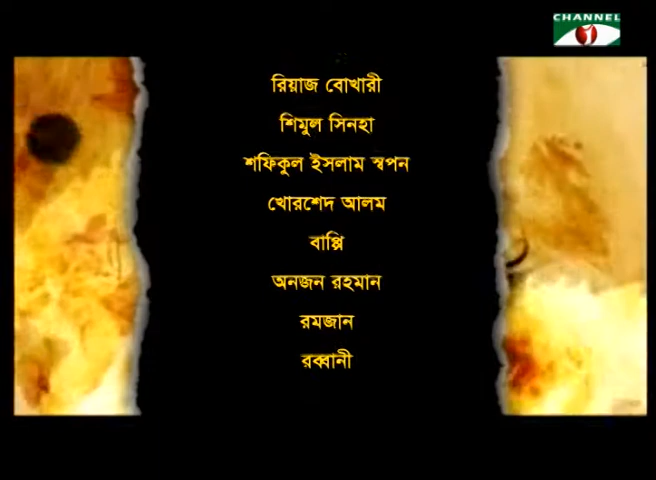 CHANNEL i
রিয়াজ বোখারী
শিমুল সিনহা
শফিকুল ইসলাম স্বপন
খোরশেদ আলম
বাপ্পি
অনজন রহমান
রমজান
রব্বানী